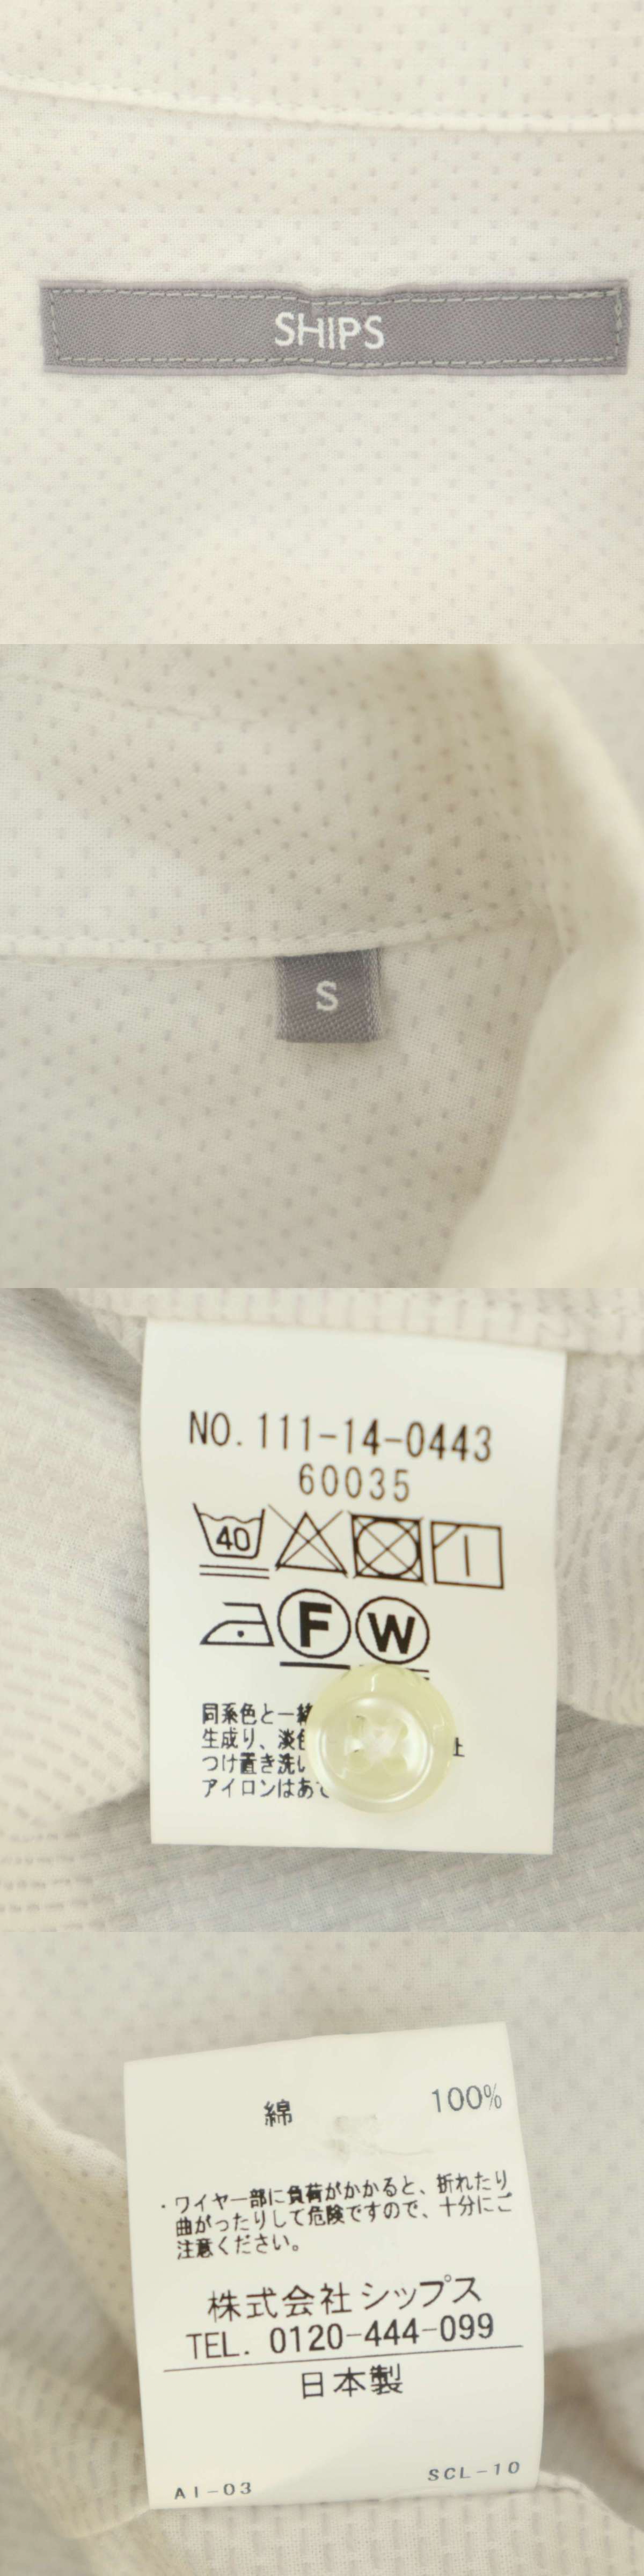 SHIPS
S
NO.111-14-0443
60035
40
F W
同系色と一緒
生成り、淡色
つけ置き洗い
アイロンはあて
綿 100%
・ワイヤー部に負荷がかかると、折れたり
曲がったりして危険ですので、十分にご
注意ください。
株式会社シップス
TEL. 0120-444-099
日本製
AI-03 SCL-10